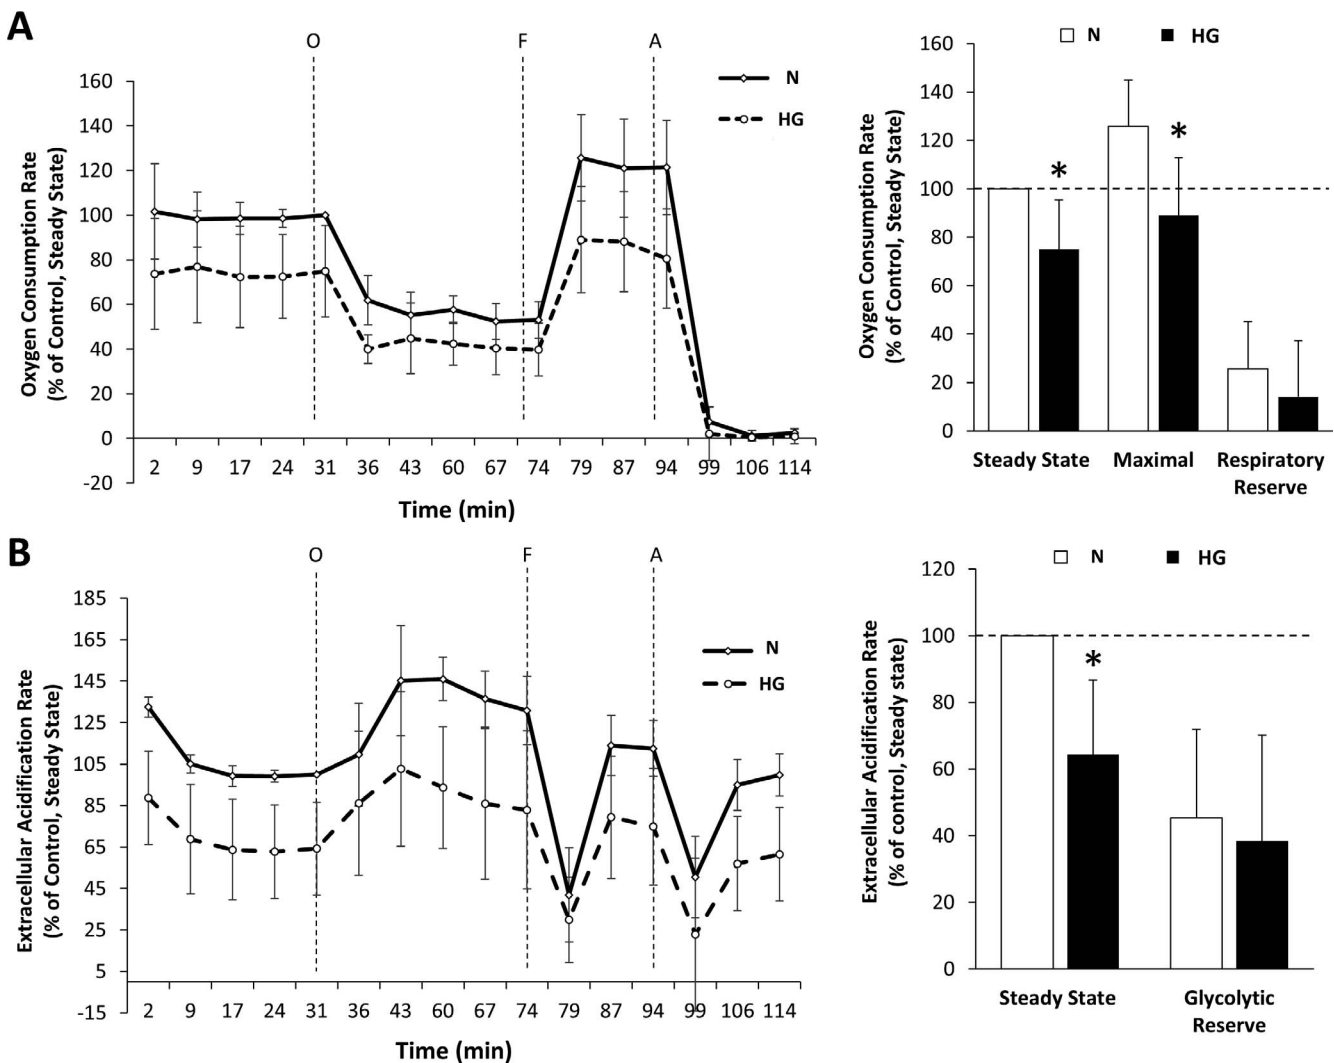 A
O F A
N
HG
Oxygen Consumption Rate
(% of Control, Steady State)
160
140
120
100
80
60
40
20
0
-20
2 9 17 24 31 36 43 60 67 74 79 87 94 99 106 114
Time (min)
N HG
Oxygen Consumption Rate
(% of Control, Steady State)
160
140
120
100
80
60
40
20
0
* *
Steady State Maximal Respiratory
Reserve
B
O F A
N
HG
Extracellular Acidification Rate
(% of Control, Steady State)
185
165
145
125
105
85
65
45
25
5
-15
2 9 17 24 31 36 43 60 67 74 79 87 94 99 106 114
Time (min)
N HG
Extracellular Acidification Rate
(% of control, Steady state)
120
100
80
60
40
20
0
*
Steady State Glycolytic
Reserve